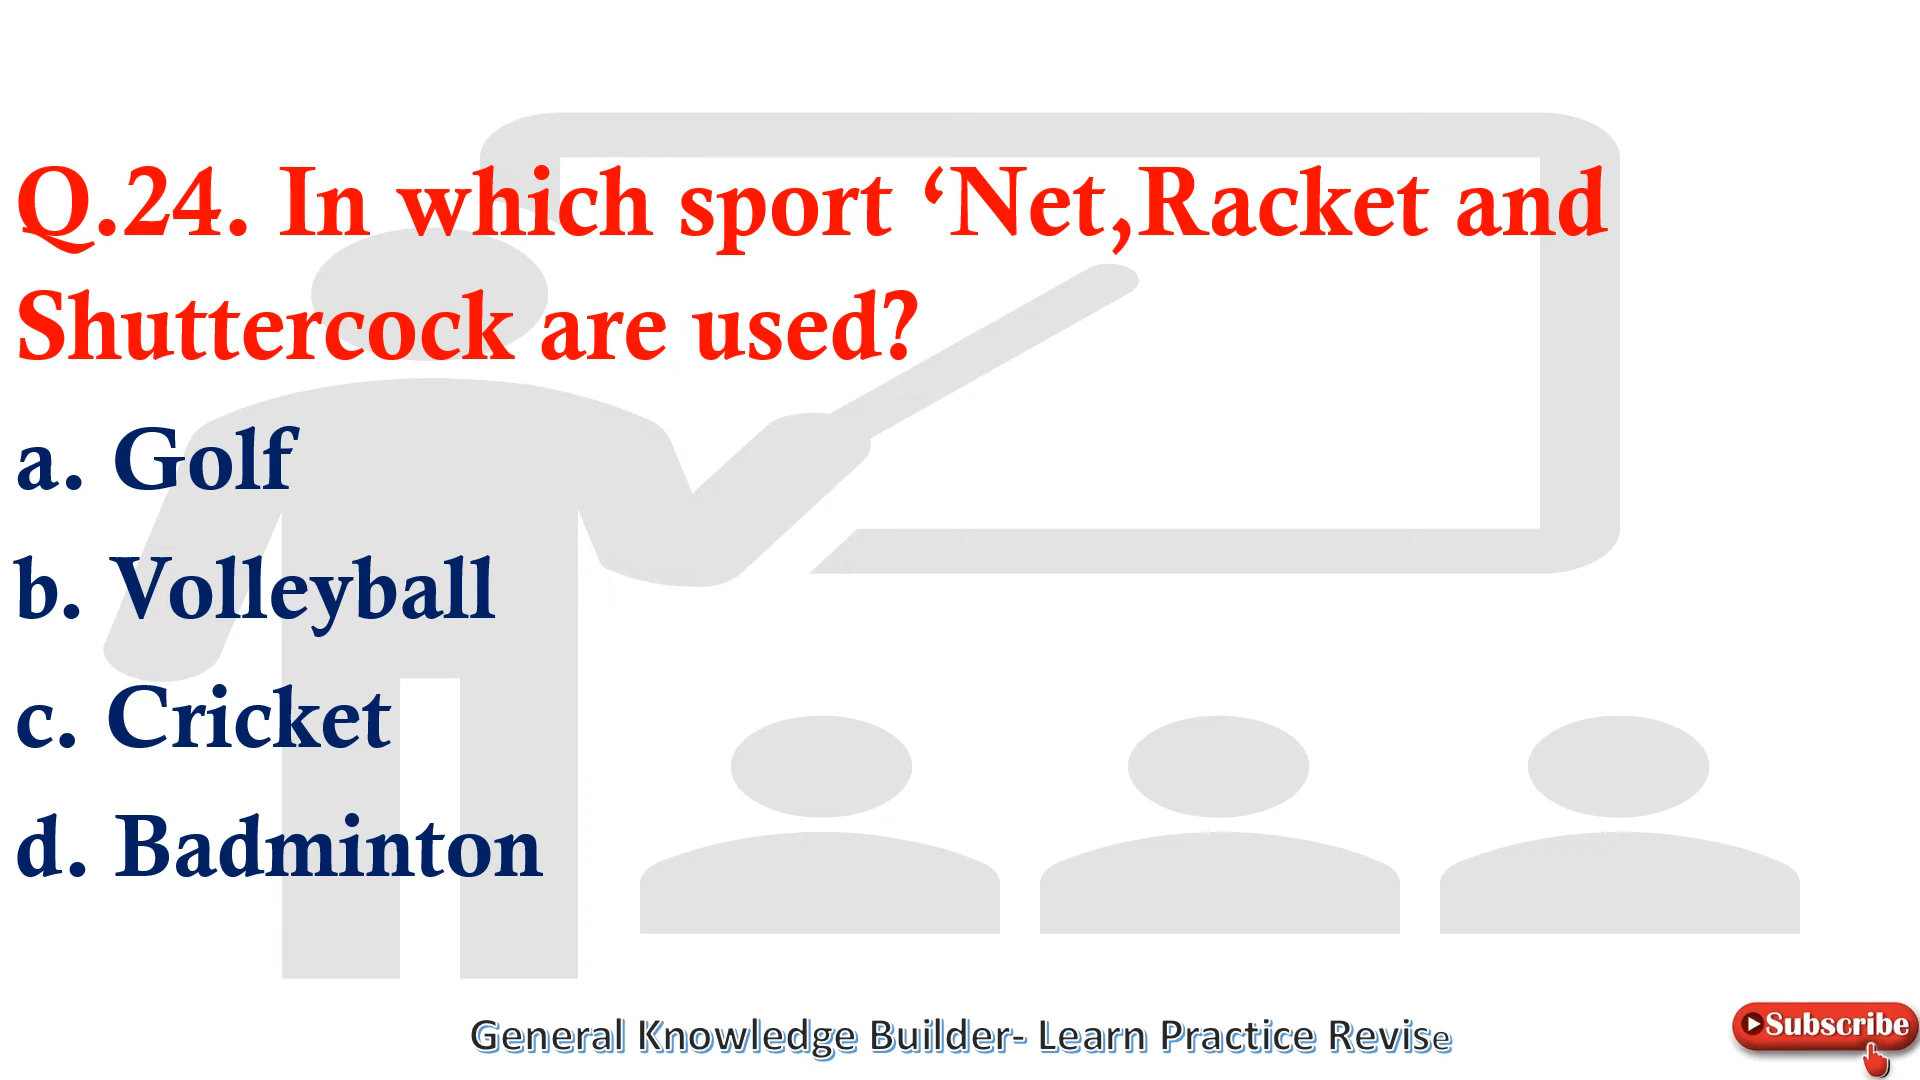 Q.24. In which sport ‘Net,Racket and
Shuttercock are used?
a. Golf
b. Volleyball
c. Cricket
d. Badminton
General Knowledge Builder- Learn Practice Revise
Subscribe